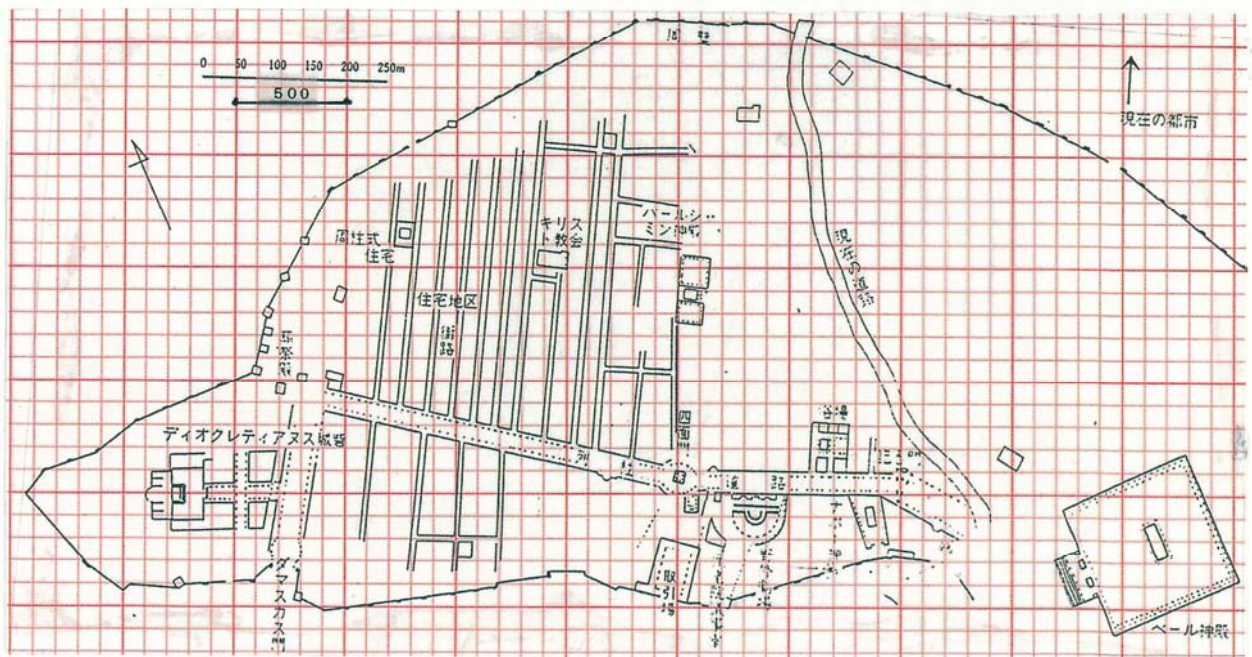 周壁
0 50 100 150 200 250m
500
現在の都市
キリス
ト教会
バールシャ
ミン神殿
周柱式
住宅
現在の道路
住宅地区
街路
四面門
浴場
ディオクレティアヌス城砦
列
柱
道路
取引場
ダマスカス門
ベール神殿